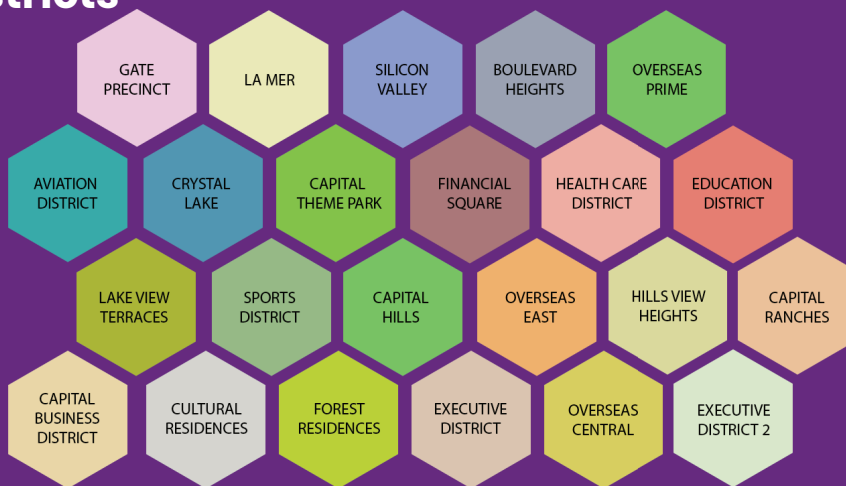 GATE
PRECINCT
LA MER
SILICON
VALLEY
BOULEVARD
HEIGHTS
OVERSEAS
PRIME
AVIATION
DISTRICT
CRYSTAL
LAKE
CAPITAL
THEME PARK
FINANCIAL
SQUARE
HEALTH CARE
DISTRICT
EDUCATION
DISTRICT
LAKE VIEW
TERRACES
SPORTS
DISTRICT
CAPITAL
HILLS
OVERSEAS
EAST
HILLS VIEW
HEIGHTS
CAPITAL
RANCHES
CAPITAL
BUSINESS
DISTRICT
CULTURAL
RESIDENCES
FOREST
RESIDENCES
EXECUTIVE
DISTRICT
OVERSEAS
CENTRAL
EXECUTIVE
DISTRICT 2